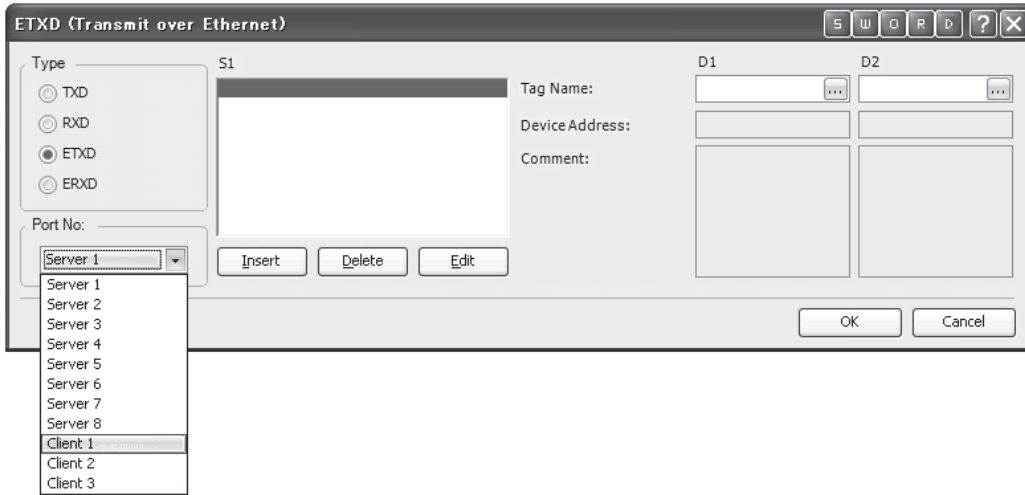 ETXD (Transmit over Ethernet)
S W O R D ? X
Type
TXD
RXD
ETXD
ERXD
Port No:
Server 1
Server 1
Server 2
Server 3
Server 4
Server 5
Server 6
Server 7
Server 8
Client 1
Client 2
Client 3
S1
Insert Delete Edit
D1 D2
Tag Name: ... ...
Device Address:
Comment:
OK Cancel